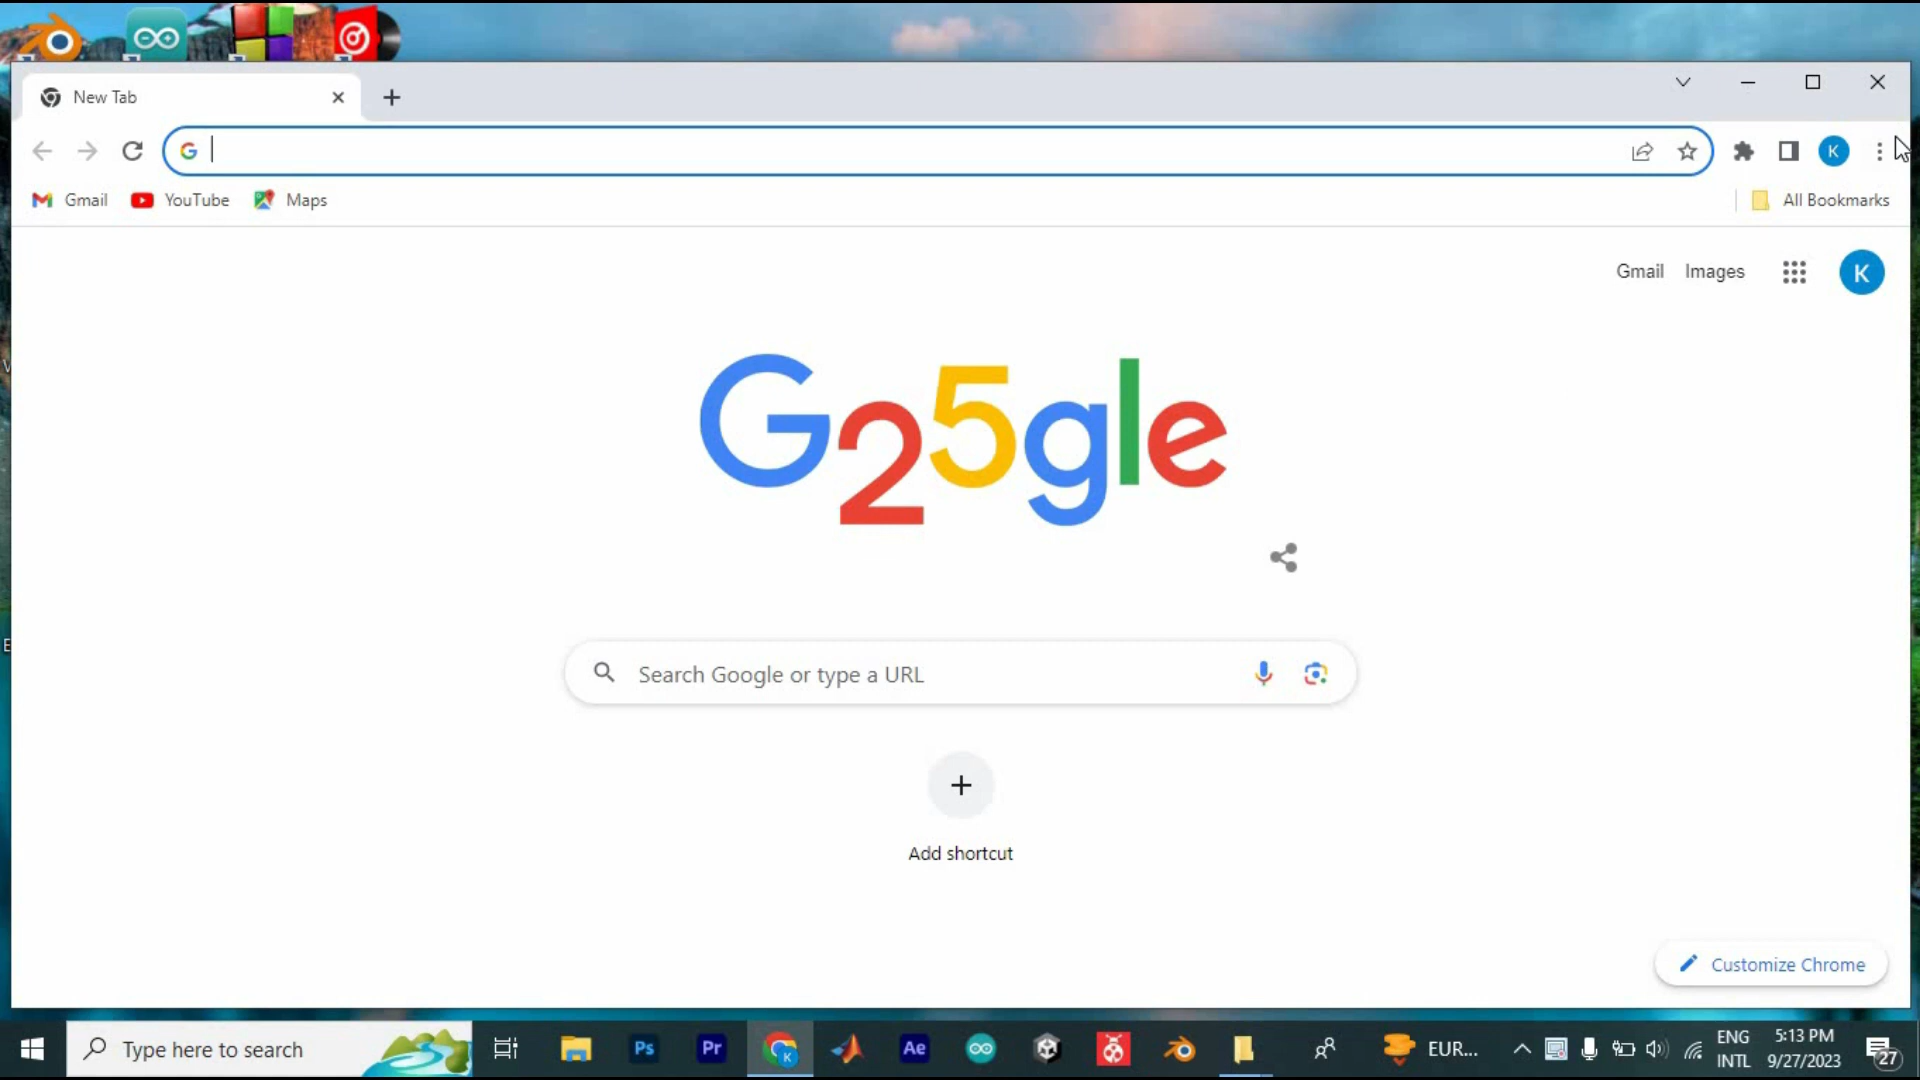 New Tab
G
Gmail YouTube Maps
All Bookmarks
K
Gmail Images
K
G25gle
Search Google or type a URL
Add shortcut
Customize Chrome
Type here to search
Ps
Pr
K
Ae
EUR...
ENG
INTL
5:13 PM
9/27/2023
27